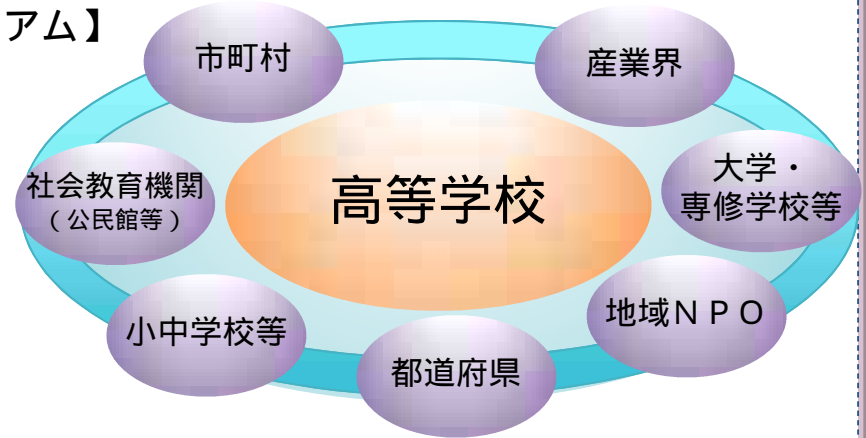 アム】
市町村
産業界
大学・
専修学校等
社会教育機関
（公民館等）
高等学校
地域ＮＰＯ
小中学校等
都道府県